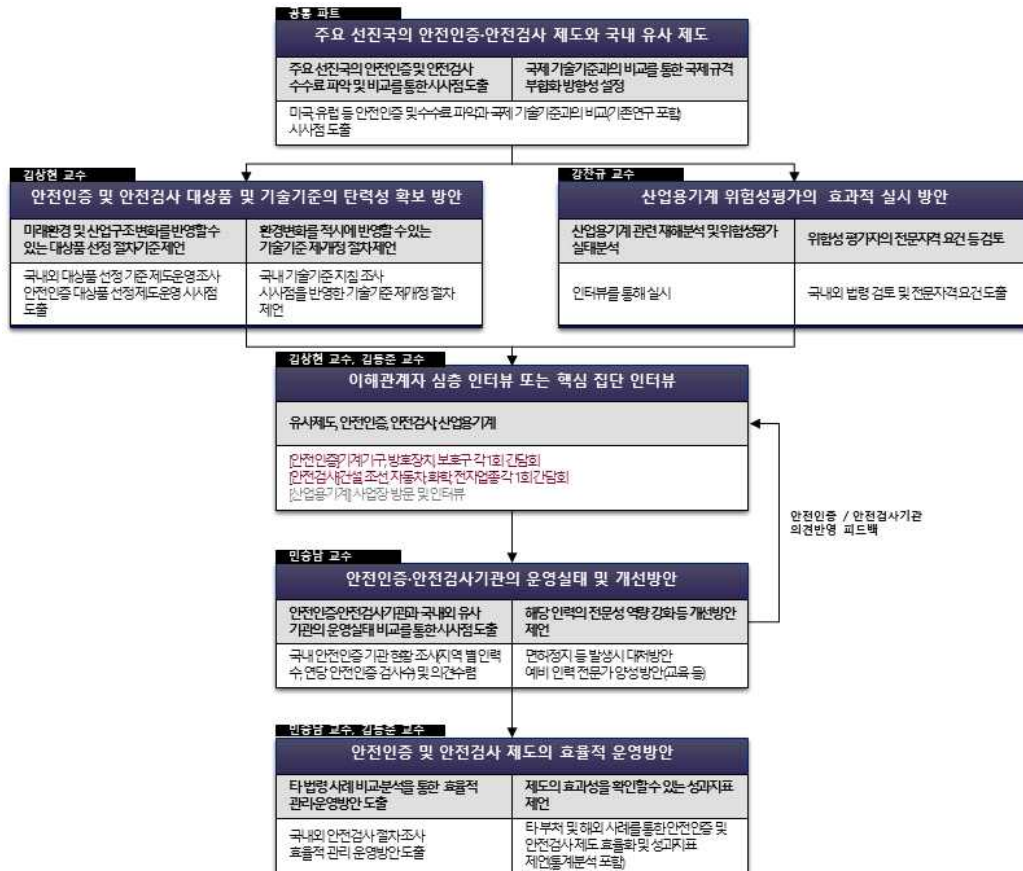 공통 파트
주요 선진국의 안전인증·안전검사 제도와 국내 유사 제도
주요 선진국의 안전인증 및 안전검사
수수료 파악 및 비교를 통한 시사점 도출
국제 기술기준과의 비교를 통한 국제 규격
부합화 방향성 설정
미국, 유럽 등 안전인증 및 수수료 파악과 국제 기술기준과의 비교(기존연구 포함)
시사점 도출
김상현 교수
안전인증 및 안전검사 대상품 및 기술기준의 탄력성 확보 방안
미래환경 및 산업구조변화를 반영할 수
있는 대상품 선정 절차기준 제언
환경변화를 적시에 반영할 수 있는
기술기준 제개정 절차 제언
국내외 대상품 선정 기준 제도운영 조사
안전인증 대상품 선정 제도운영 시사점
도출
국내 기술기준 지침 조사
시사점을 반영한 기술기준 제개정 절차
제언
강찬규 교수
산업용기계 위험성평가의 효과적 실시 방안
산업용기계 관련 재해분석 및 위험성평가
실태분석
위험성 평가자의 전문자격 요건 등 검토
인터뷰를 통해 실시
국내외 법령 검토 및 전문자격 요건 도출
김상현 교수, 김동준 교수
이해관계자 심층 인터뷰 또는 핵심 집단 인터뷰
유사제도, 안전인증, 안전검사, 산업용기계
[안전인증]기계기구, 방호장치, 보호구 각 1회 간담회
[안전검사]건설, 조선, 자동차, 화학, 전자업종 각 1회 간담회
[산업용기계] 사업장 방문 및 인터뷰
안전인증 / 안전검사기관
의견반영 피드백
민승남 교수
안전인증·안전검사기관의 운영실태 및 개선방안
안전인증안전검사기관과 국내외 유사
기관의 운영실태 비교를 통한 시사점 도출
해당 인력의 전문성 역량 강화 등 개선방안
제언
국내 안전인증 기관 현황 조사(지역 별 인력
수, 연당 안전인증 검사수) 및 의견수렴
면허정지 등 발생시 대처방안
예비 인력 전문가 양성 방안(교육 등)
민승남 교수, 김동준 교수
안전인증 및 안전검사 제도의 효율적 운영방안
타 법령 사례 비교분석을 통한 효율적
관리운영방안 도출
제도의 효과성을 확인할 수 있는 성과지표
제언
국내외 안전검사 절차 조사
효율적 관리 운영방안 도출
타 부처 및 해외 사례를 통한 안전인증 및
안전검사 제도 효율화 및 성과지표
제언(통계분석 포함)